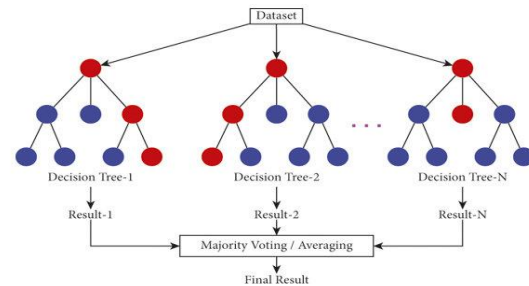 Dataset
Decision Tree-1
Decision Tree-2
Decision Tree-N
Result-1
Result-2
Result-N
Majority Voting / Averaging
Final Result